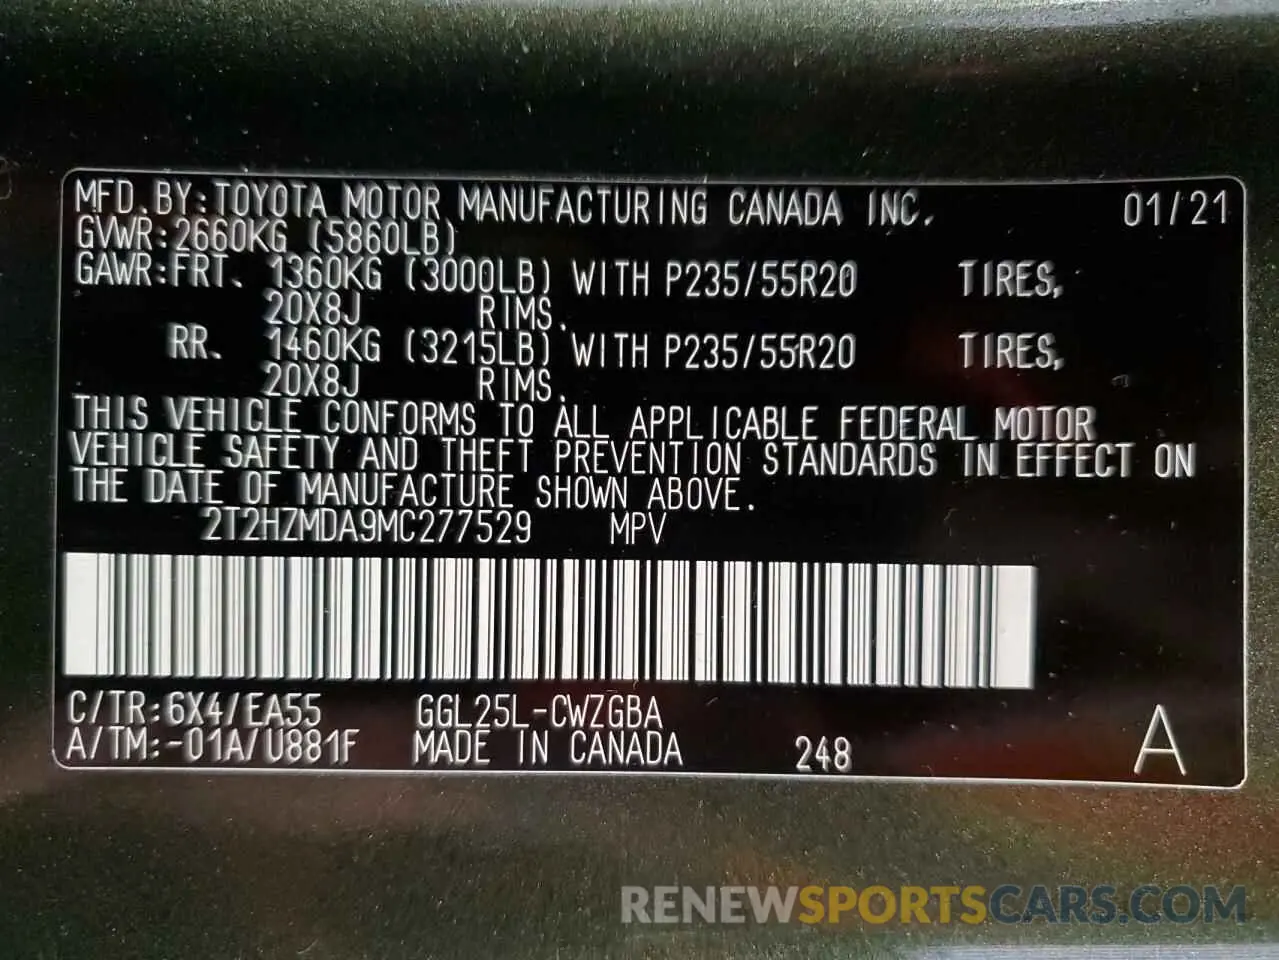 MFD.BY:TOYOTA MOTOR MANUFACTURING CANADA INC. 01/21
GVWR:2660KG (5860LB)
GAWR:FRT. 1360KG (3000LB) WITH P235/55R20 TIRES,
20X8J RIMS.
RR. 1460KG (3215LB) WITH P235/55R20 TIRES,
20X8J RIMS.
THIS VEHICLE CONFORMS TO ALL APPLICABLE FEDERAL MOTOR
VEHICLE SAFETY AND THEFT PREVENTION STANDARDS IN EFFECT ON
THE DATE OF MANUFACTURE SHOWN ABOVE.
2T2HZMDA9MC277529 MPV
C/TR:6X4/EA55 GGL25L-CWZGBA
A/TM:-01A/U881F MADE IN CANADA 248 A
RENEWSPORTSCARS.COM